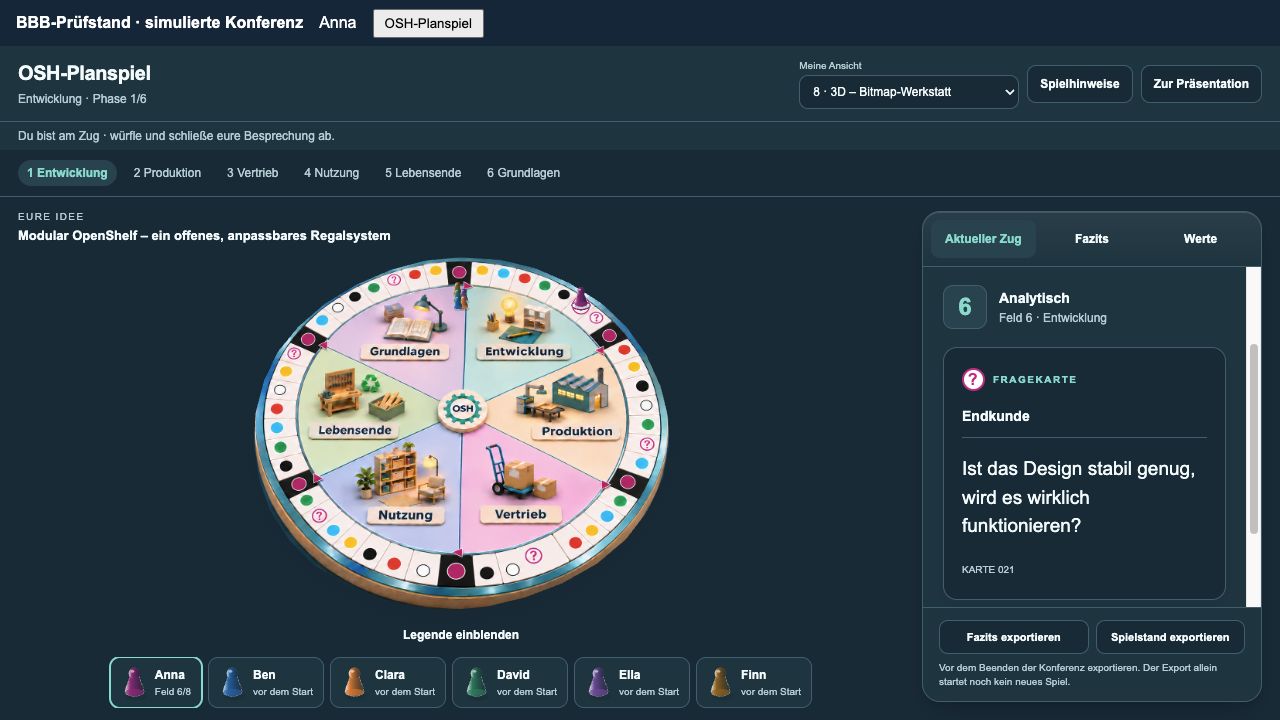 BBB-Prüfstand · simulierte Konferenz Anna OSH-Planspiel
OSH-Planspiel
Entwicklung · Phase 1/6
Meine Ansicht
8 · 3D – Bitmap-Werkstatt
Spielhinweise
Zur Präsentation
Du bist am Zug · würfle und schließe eure Besprechung ab.
1 Entwicklung 2 Produktion 3 Vertrieb 4 Nutzung 5 Lebensende 6 Grundlagen
EURE IDEE
Modular OpenShelf – ein offenes, anpassbares Regalsystem
?
?
?
?
?
?
Grundlagen
Entwicklung
Lebensende
OSH
Produktion
Nutzung
Vertrieb
Legende einblenden
Anna
Feld 6/8
Ben
vor dem Start
Clara
vor dem Start
David
vor dem Start
Ella
vor dem Start
Finn
vor dem Start
Aktueller Zug Fazits Werte
6
Analytisch
Feld 6 · Entwicklung
? FRAGEKARTE
Endkunde
Ist das Design stabil genug,
wird es wirklich
funktionieren?
KARTE 021
Fazits exportieren
Spielstand exportieren
Vor dem Beenden der Konferenz exportieren. Der Export allein
startet noch kein neues Spiel.